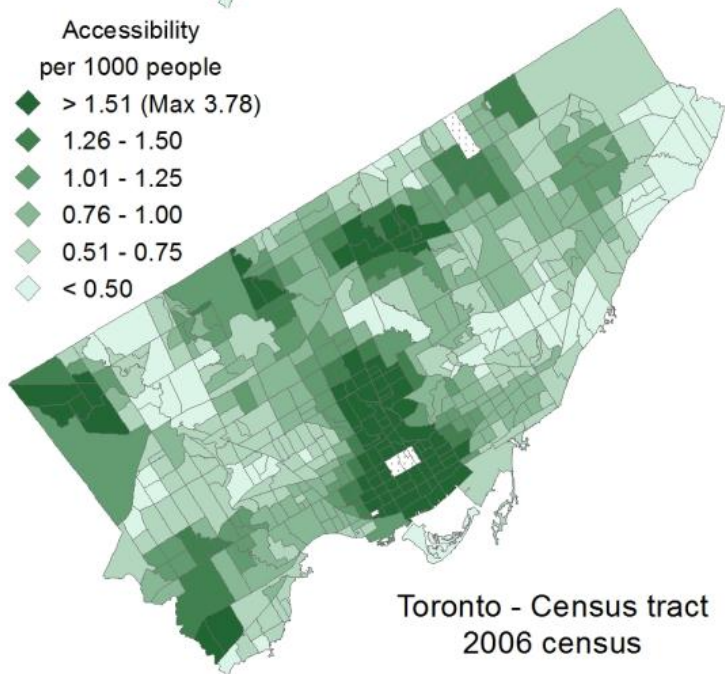 Accessibility
per 1000 people
> 1.51 (Max 3.78)
1.26 - 1.50
1.01 - 1.25
0.76 - 1.00
0.51 - 0.75
< 0.50
Toronto - Census tract
2006 census